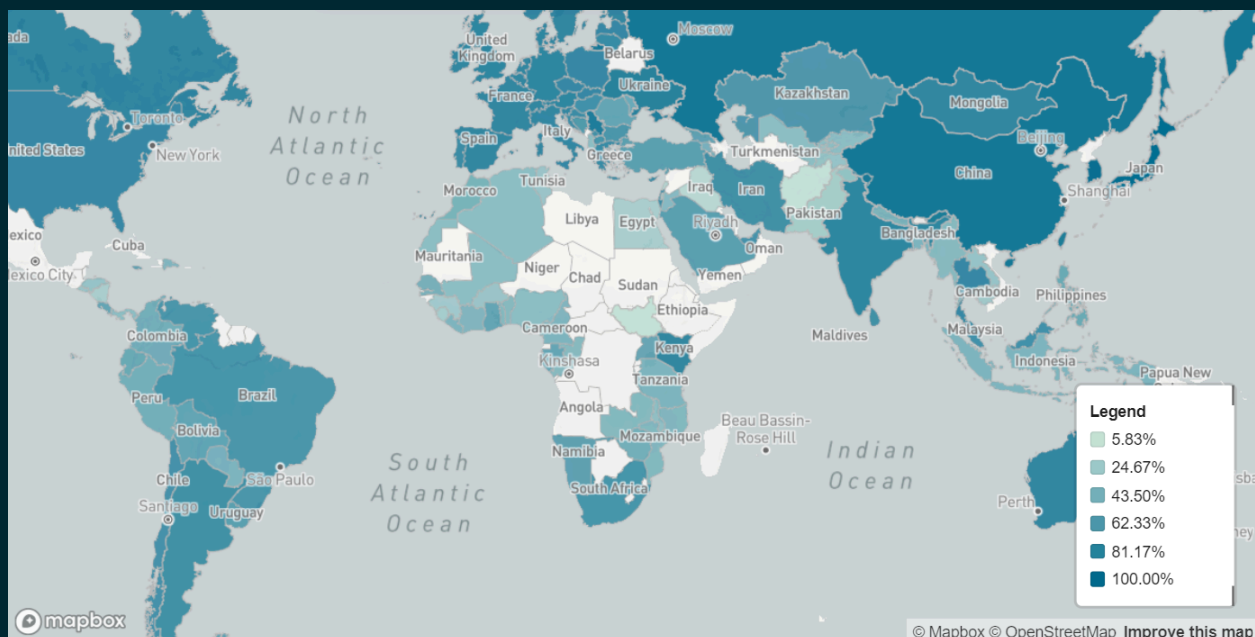 ada
United
Kingdom
Belarus
Moscow
Ukraine
Kazakhstan
Mongolia
France
Toronto
nited States
New York
North
Atlantic
Ocean
Spain
Italy
Greece
Turkmenistan
Beijing
China
Japan
Shanghai
Morocco
Tunisia
Iraq
Iran
Pakistan
Libya
Egypt
Riyadh
Bangladesh
exico
Cuba
exico City
Mauritania
Niger
Chad
Sudan
Oman
Yemen
Ethiopia
Cambodia
Philippines
Colombia
Cameroon
Maldives
Malaysia
Kinshasa
Kenya
Indonesia
Tanzania
Papua New
Peru
Brazil
Angola
Bolivia
Mozambique
Beau Bassin-
Rose Hill
Namibia
Indian
Ocean
South
Atlantic
Ocean
Chile
São Paulo
South Africa
Santiago
Uruguay
Perth
Legend
5.83%
24.67%
43.50%
62.33%
81.17%
100.00%
sba
ney
mapbox
© Mapbox © OpenStreetMap Improve this map